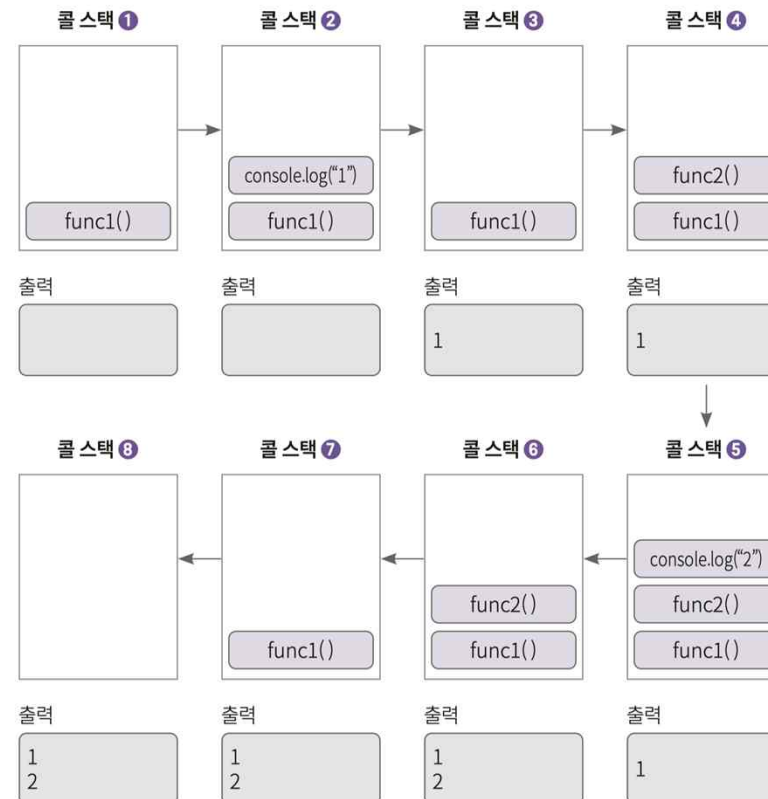 콜 스택 ❶
콜 스택 ❷
콜 스택 ❸
콜 스택 ❹
func1()
console.log(“1”)
func1()
func1()
func2()
func1()
출력
출력
출력
1
출력
1
콜 스택 ❽
콜 스택 ❼
콜 스택 ❻
콜 스택 ❺
func1()
func2()
func1()
console.log(“2”)
func2()
func1()
출력
1
2
출력
1
2
출력
1
2
출력
1